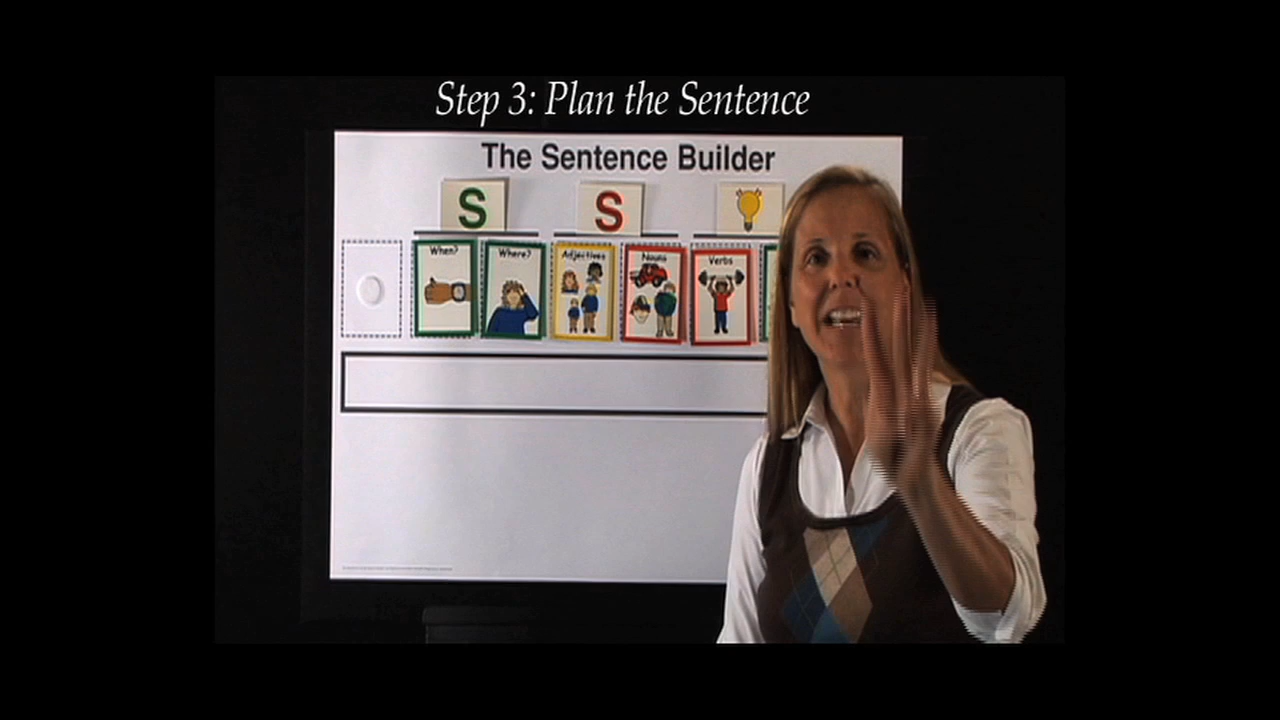 Step 3: Plan the Sentence
The Sentence Builder
S S
When? Where? Adjectives Nouns Verbs